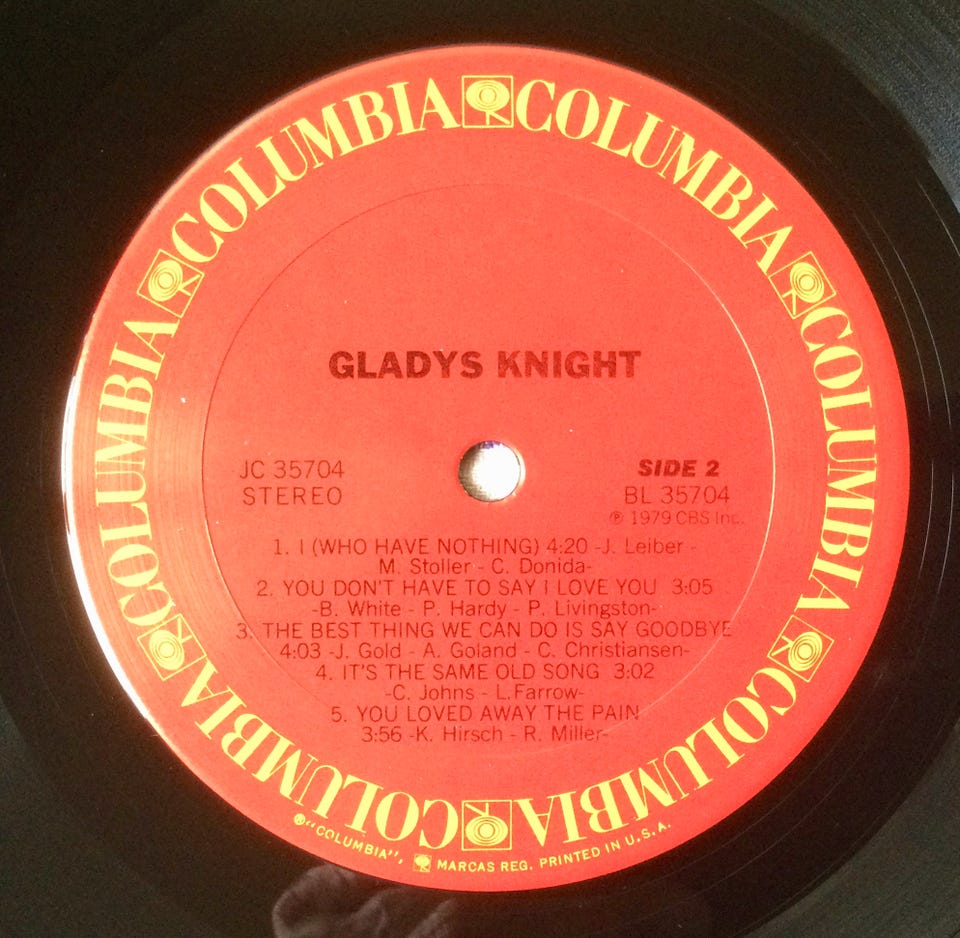 COLUMBIA COLUMBIA COLUMBIA COLUMBIA COLUMBIA COLUMBIA
GLADYS KNIGHT
JC 35704
STEREO
SIDE 2
BL 35704
℗ 1979 CBS Inc.
1. I (WHO HAVE NOTHING) 4:20 -J. Leiber -
M. Stoller - C. Donida-
2. YOU DON'T HAVE TO SAY I LOVE YOU 3:05
-B. White - P. Hardy - P. Livingston-
3. THE BEST THING WE CAN DO IS SAY GOODBYE
4:03 -J. Gold - A. Goland - C. Christiansen-
4. IT'S THE SAME OLD SONG 3:02
-C. Johns - L.Farrow-
5. YOU LOVED AWAY THE PAIN
3:56 -K. Hirsch - R. Miller-
®"COLUMBIA", MARCAS REG. PRINTED IN U.S.A.